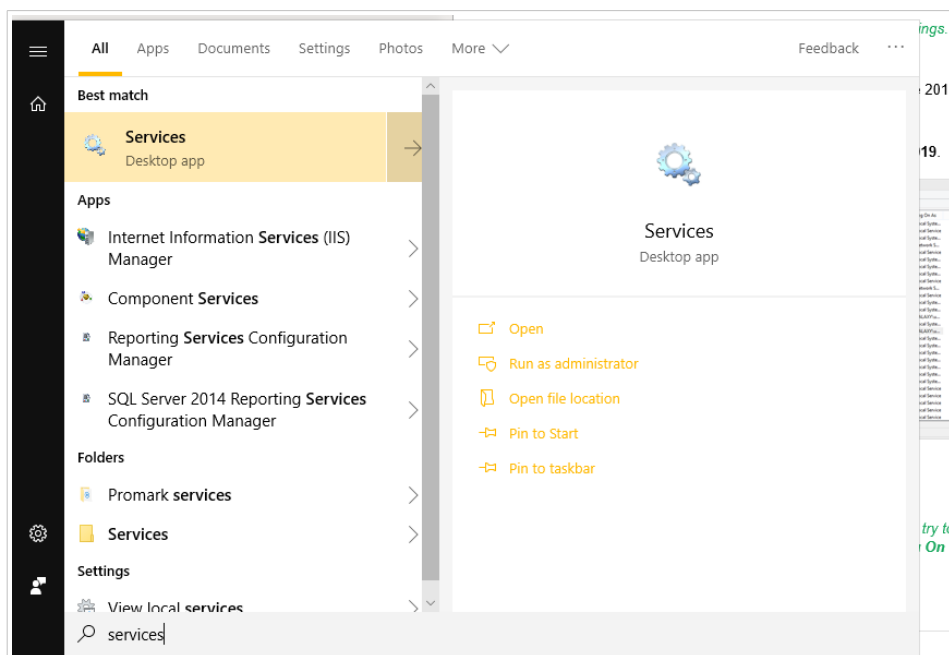 All Apps Documents Settings Photos More Feedback ...
Best match
Services
Desktop app
Apps
Internet Information Services (IIS)
Manager
Component Services
Reporting Services Configuration
Manager
SQL Server 2014 Reporting Services
Configuration Manager
Folders
Promark services
Services
Settings
View local services
services
Services
Desktop app
Open
Run as administrator
Open file location
Pin to Start
Pin to taskbar
ings.
201
19.
try to
On